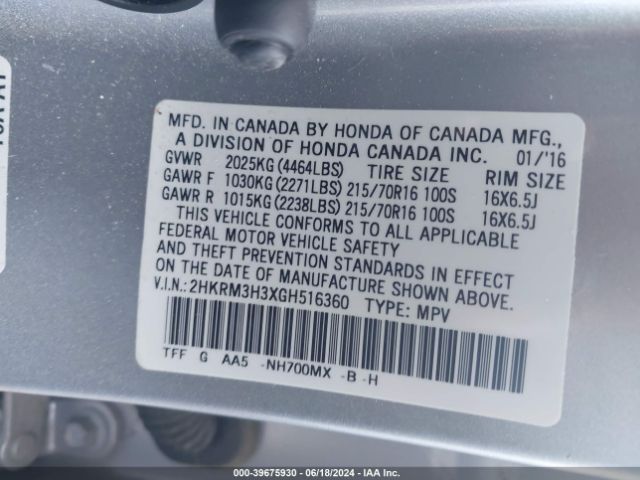 MFD. IN CANADA BY HONDA OF CANADA MFG.,
A DIVISION OF HONDA CANADA INC. 01/'16
GVWR 2025KG (4464LBS) TIRE SIZE RIM SIZE
GAWR F 1030KG (2271LBS) 215/70R16 100S 16X6.5J
GAWR R 1015KG (2238LBS) 215/70R16 100S 16X6.5J
THIS VEHICLE CONFORMS TO ALL APPLICABLE
FEDERAL MOTOR VEHICLE SAFETY
AND THEFT PREVENTION STANDARDS IN EFFECT
ON THE DATE OF MANUFACTURE SHOWN ABOVE.
V.I.N.: 2HKRM3H3XGH516360 TYPE: MPV
TFF G AA5 -NH700MX -B -H
000-39675930 - 06/18/2024 - IAA Inc.